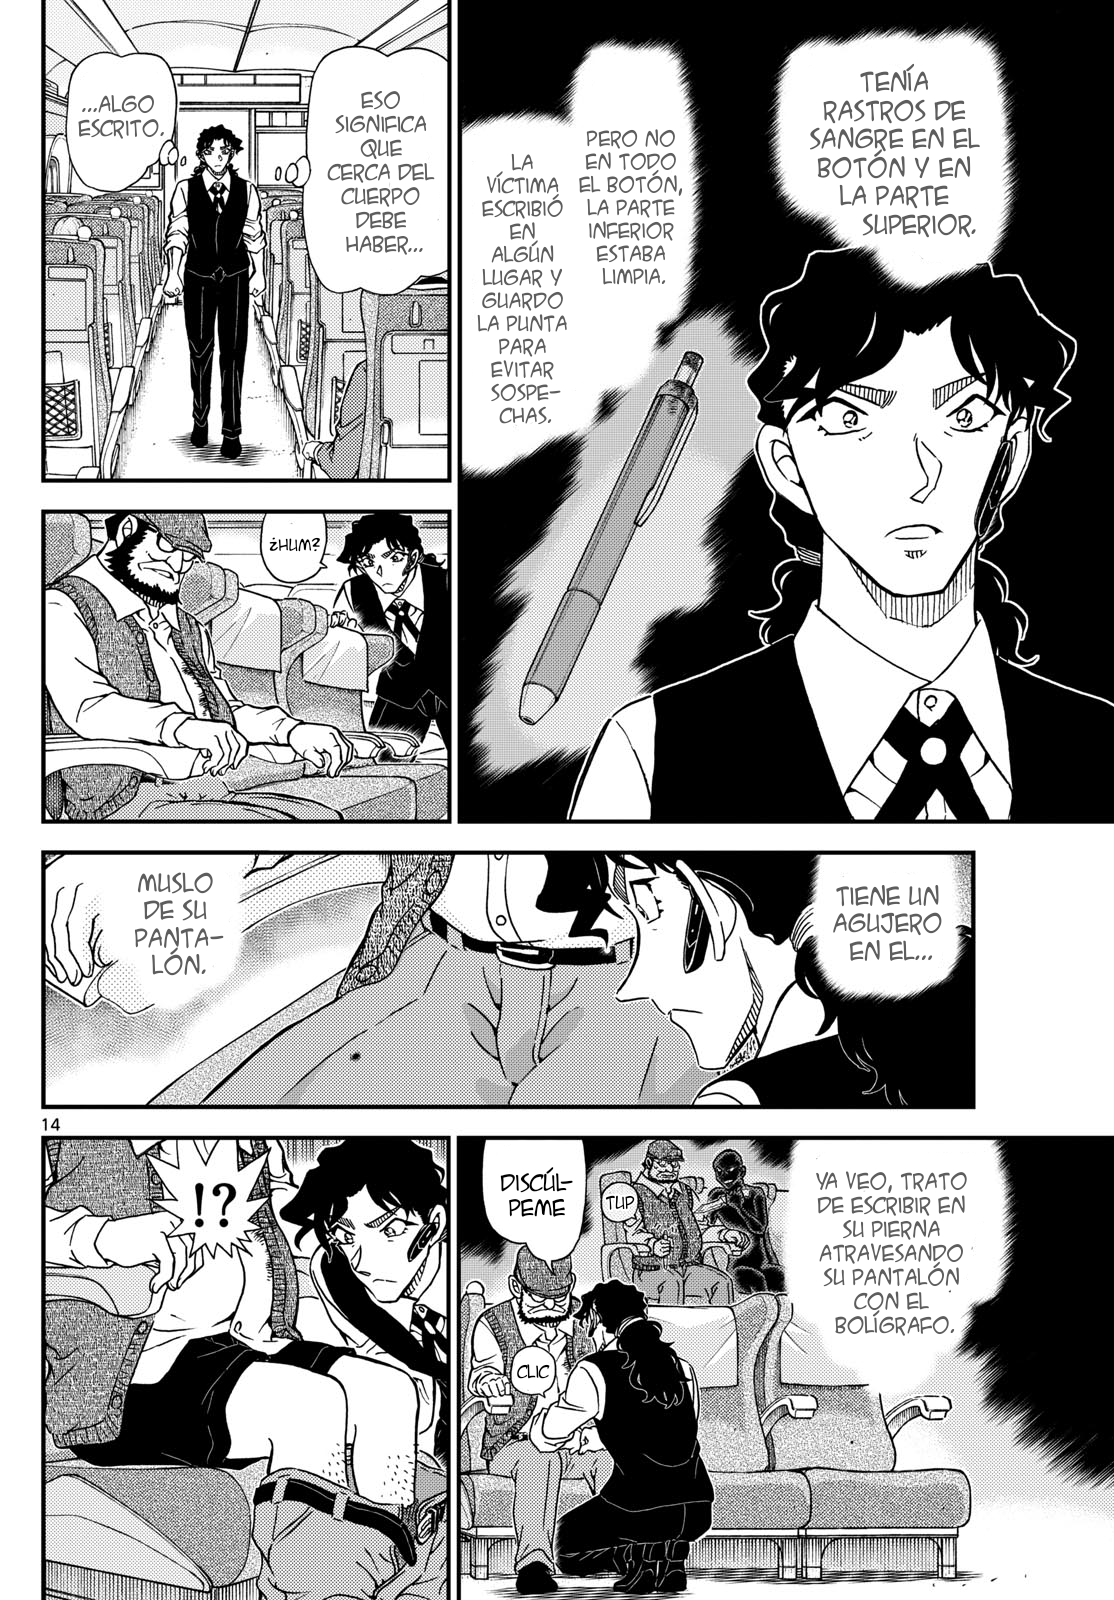 TENÍA
RASTROS DE
SANGRE EN EL
BOTÓN Y EN
LA PARTE
SUPERIOR.
PERO NO
EN TODO
EL BOTÓN,
LA PARTE
INFERIOR
ESTABA
LIMPIA.
LA
VÍCTIMA
ESCRIBIÓ
EN
ALGÚN
LUGAR Y
GUARDO
LA PUNTA
PARA
EVITAR
SOSPE-
CHAS.
ESO
SIGNIFICA
QUE
CERCA DEL
CUERPO
DEBE
HABER...
...ALGO
ESCRITO.
¿HUM?
TIENE UN
AGUJERO
EN EL...
MUSLO
DE SU
PANTA-
LÓN.
14
YA VEO, TRATO
DE ESCRIBIR EN
SU PIERNA
ATRAVESANDO
SU PANTALÓN
CON EL
BOLÍGRAFO.
TUP
DISCÚL-
PEME
CLIC
!?